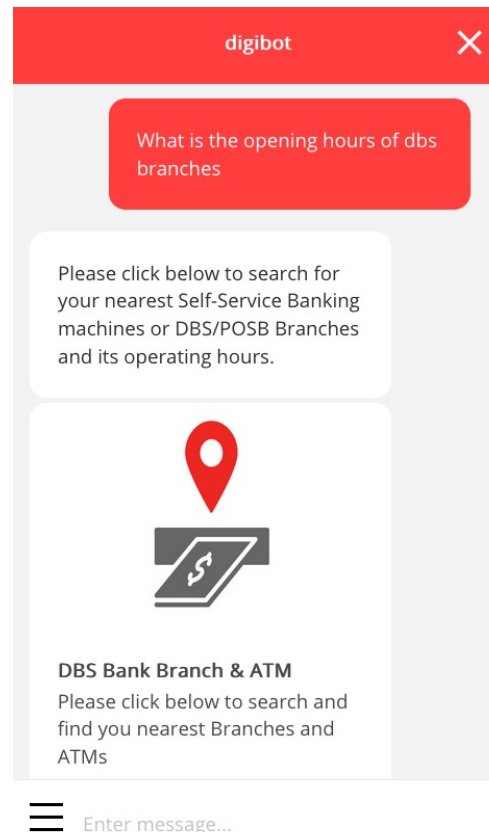 digibot
What is the opening hours of dbs
branches
Please click below to search for
your nearest Self-Service Banking
machines or DBS/POSB Branches
and its operating hours.
$
DBS Bank Branch & ATM
Please click below to search and
find you nearest Branches and
ATMs
Enter message...